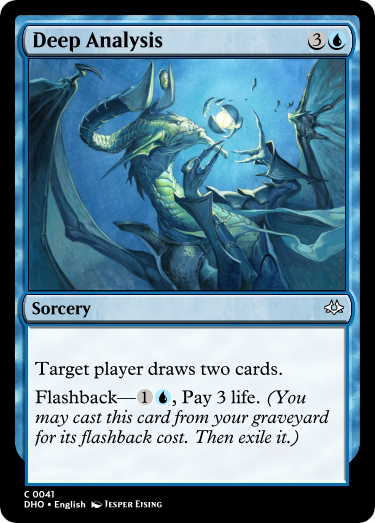 Deep Analysis 3
Sorcery
Target player draws two cards.
Flashback—1, Pay 3 life. (You
may cast this card from your graveyard
for its flashback cost. Then exile it.)
C 0041
DHO • English Jesper Eising